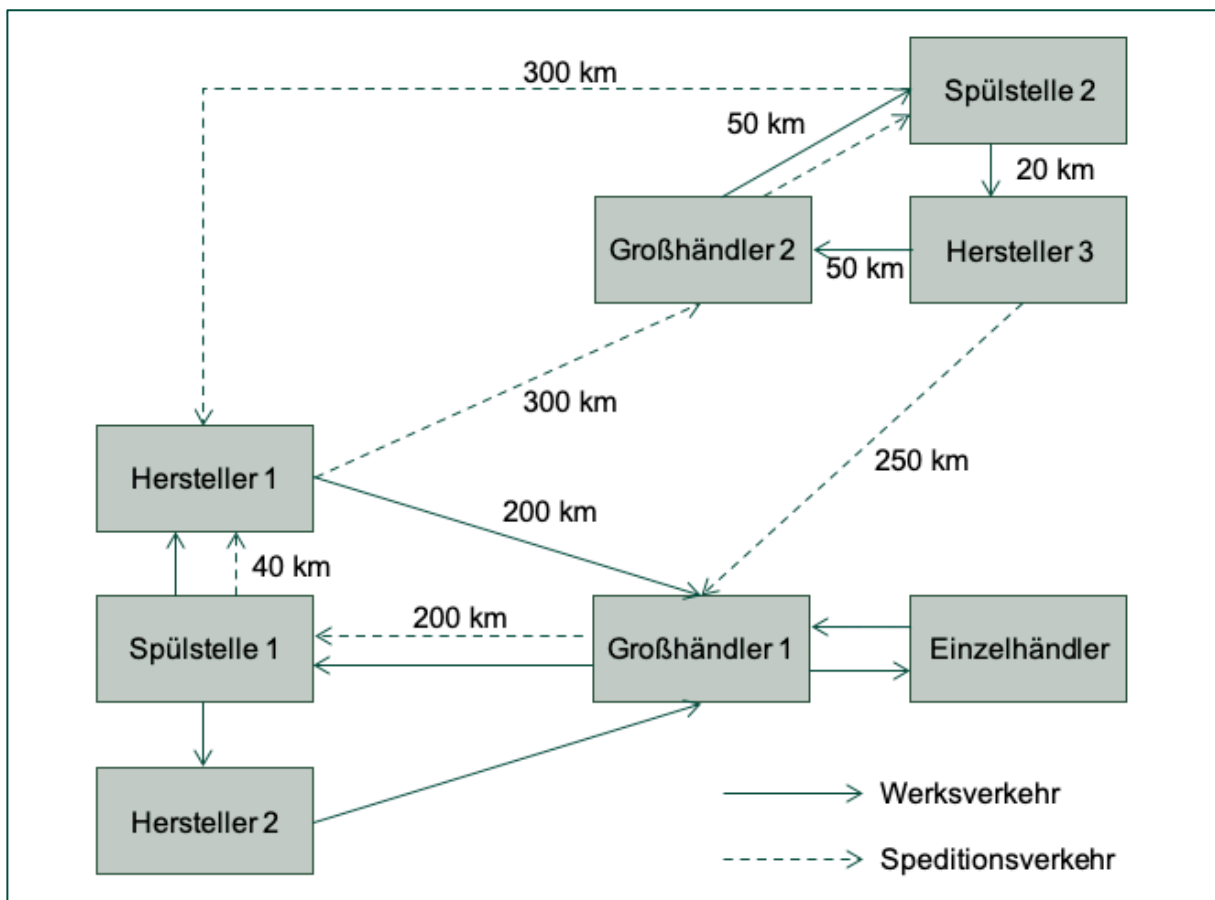 300 km
Spülstelle 2
50 km
20 km
Großhändler 2
50 km
Hersteller 3
300 km
250 km
Hersteller 1
200 km
40 km
200 km
Spülstelle 1
Großhändler 1
Einzelhändler
Hersteller 2
Werksverkehr
Speditionsverkehr